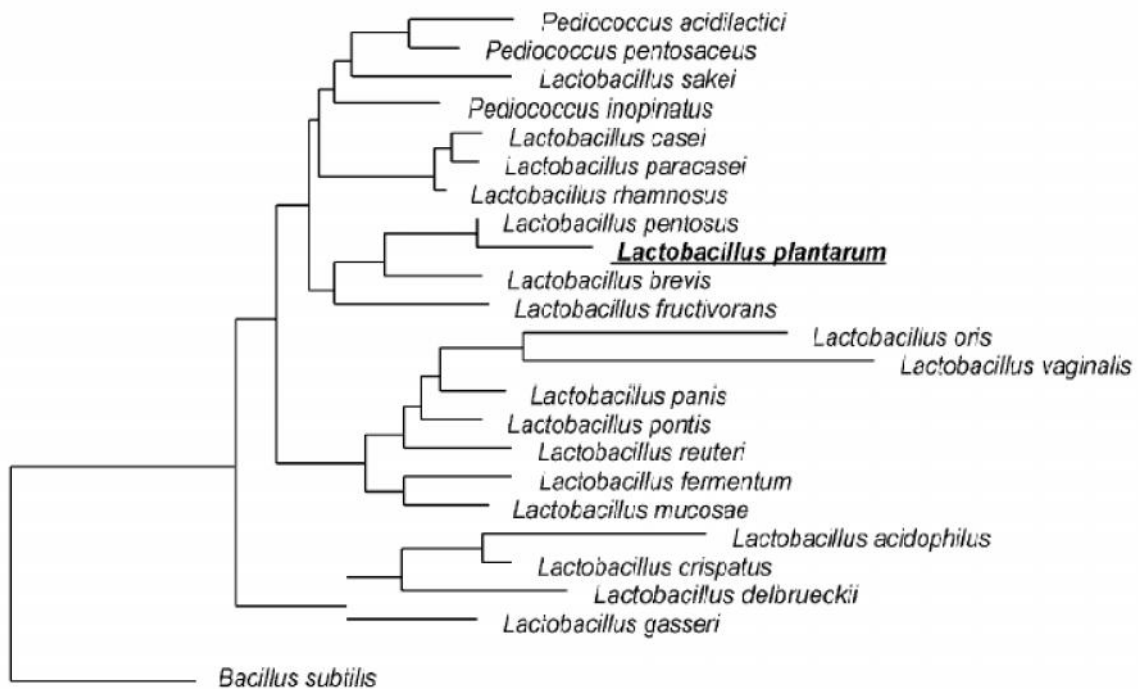 Pediococcus acidilactici
Pediococcus pentosaceus
Lactobacillus sakei
Pediococcus inopinatus
Lactobacillus casei
Lactobacillus paracasei
Lactobacillus rhamnosus
Lactobacillus pentosus
Lactobacillus plantarum
Lactobacillus brevis
Lactobacillus fructivorans
Lactobacillus oris
Lactobacillus vaginalis
Lactobacillus panis
Lactobacillus pontis
Lactobacillus reuteri
Lactobacillus fermentum
Lactobacillus mucosae
Lactobacillus acidophilus
Lactobacillus crispatus
Lactobacillus delbrueckii
Lactobacillus gasseri
Bacillus subtilis